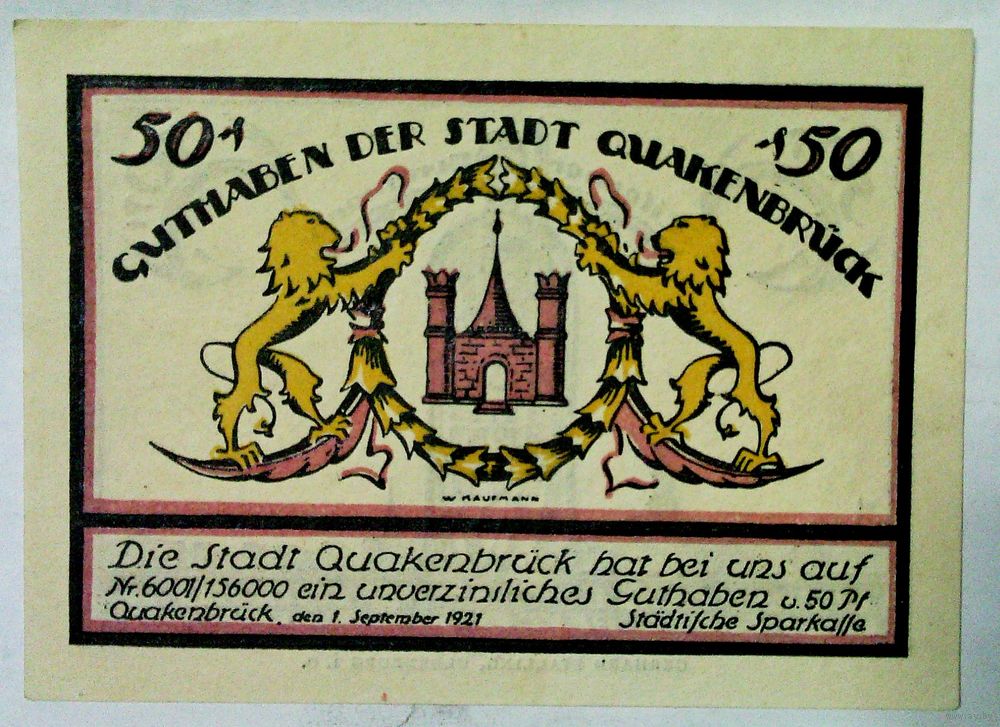 50 ₰
₰ 50
GUTHABEN DER STADT QUAKENBRÜCK
W KAUFMANN
Die Stadt Quakenbrück hat bei uns auf
Nr. 6001/156000 ein unverzinsliches Guthaben v. 50 Pf
Quakenbrück, den 1. September 1921 Städtische Sparkasse